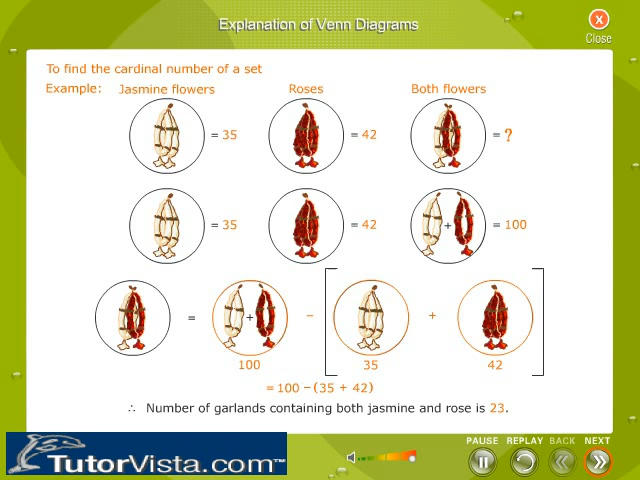 Explanation of Venn Diagrams
x
Close
To find the cardinal number of a set
Example: Jasmine flowers Roses Both flowers
= 35 = 42 = ?
= 35 = 42 + = 100
= + – +
100 35 42
= 100 – (35 + 42)
∴ Number of garlands containing both jasmine and rose is 23.
PAUSE REPLAY BACK NEXT
TutorVista.com™